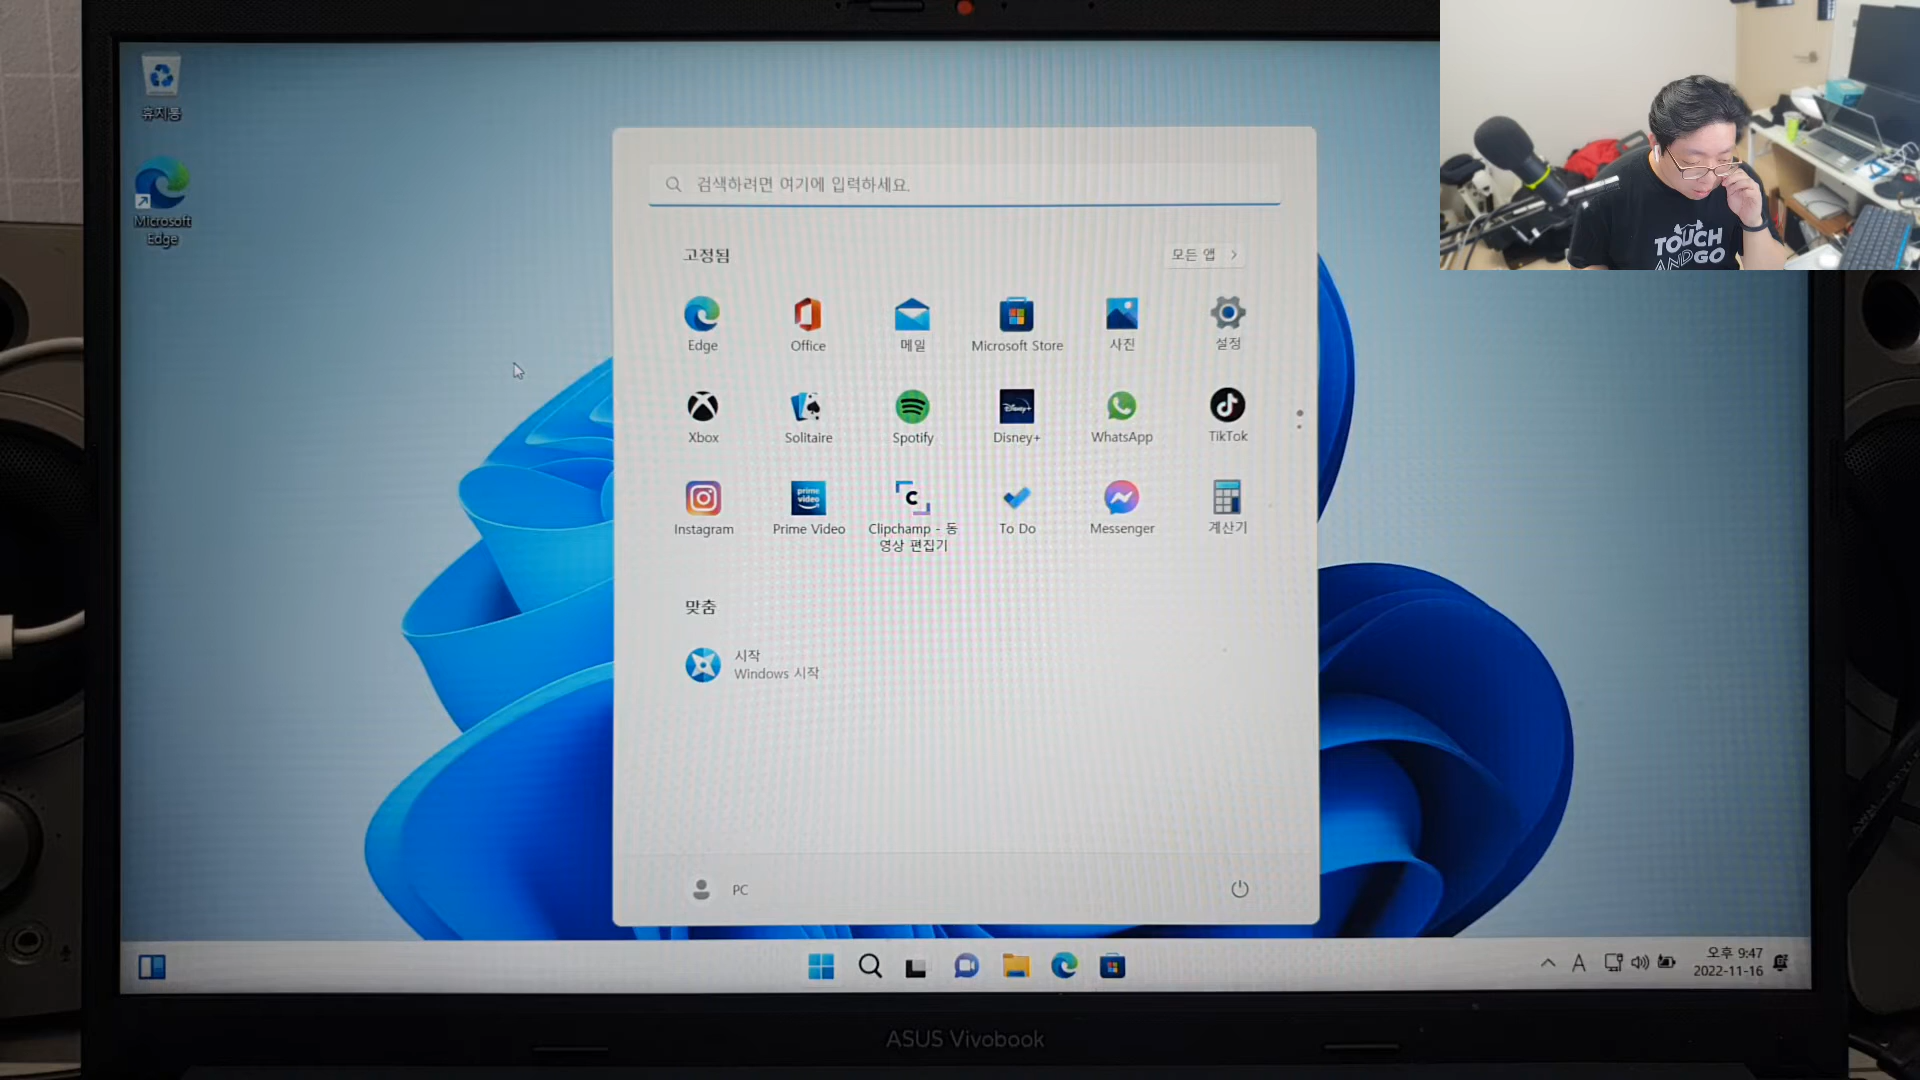 휴지통
Microsoft
Edge
검색하려면 여기에 입력하세요.
고정됨
모든 앱
Edge
Office
메일
Microsoft Store
사진
설정
Xbox
Solitaire
Spotify
Disney+
Disney+
WhatsApp
TikTok
prime
video
Instagram
Prime Video
Clipchamp - 동
영상 편집기
To Do
Messenger
계산기
맞춤
시작
Windows 시작
PC
A
오후 9:47
2022-11-16
ASUS Vivobook
TOUCH
AND GO